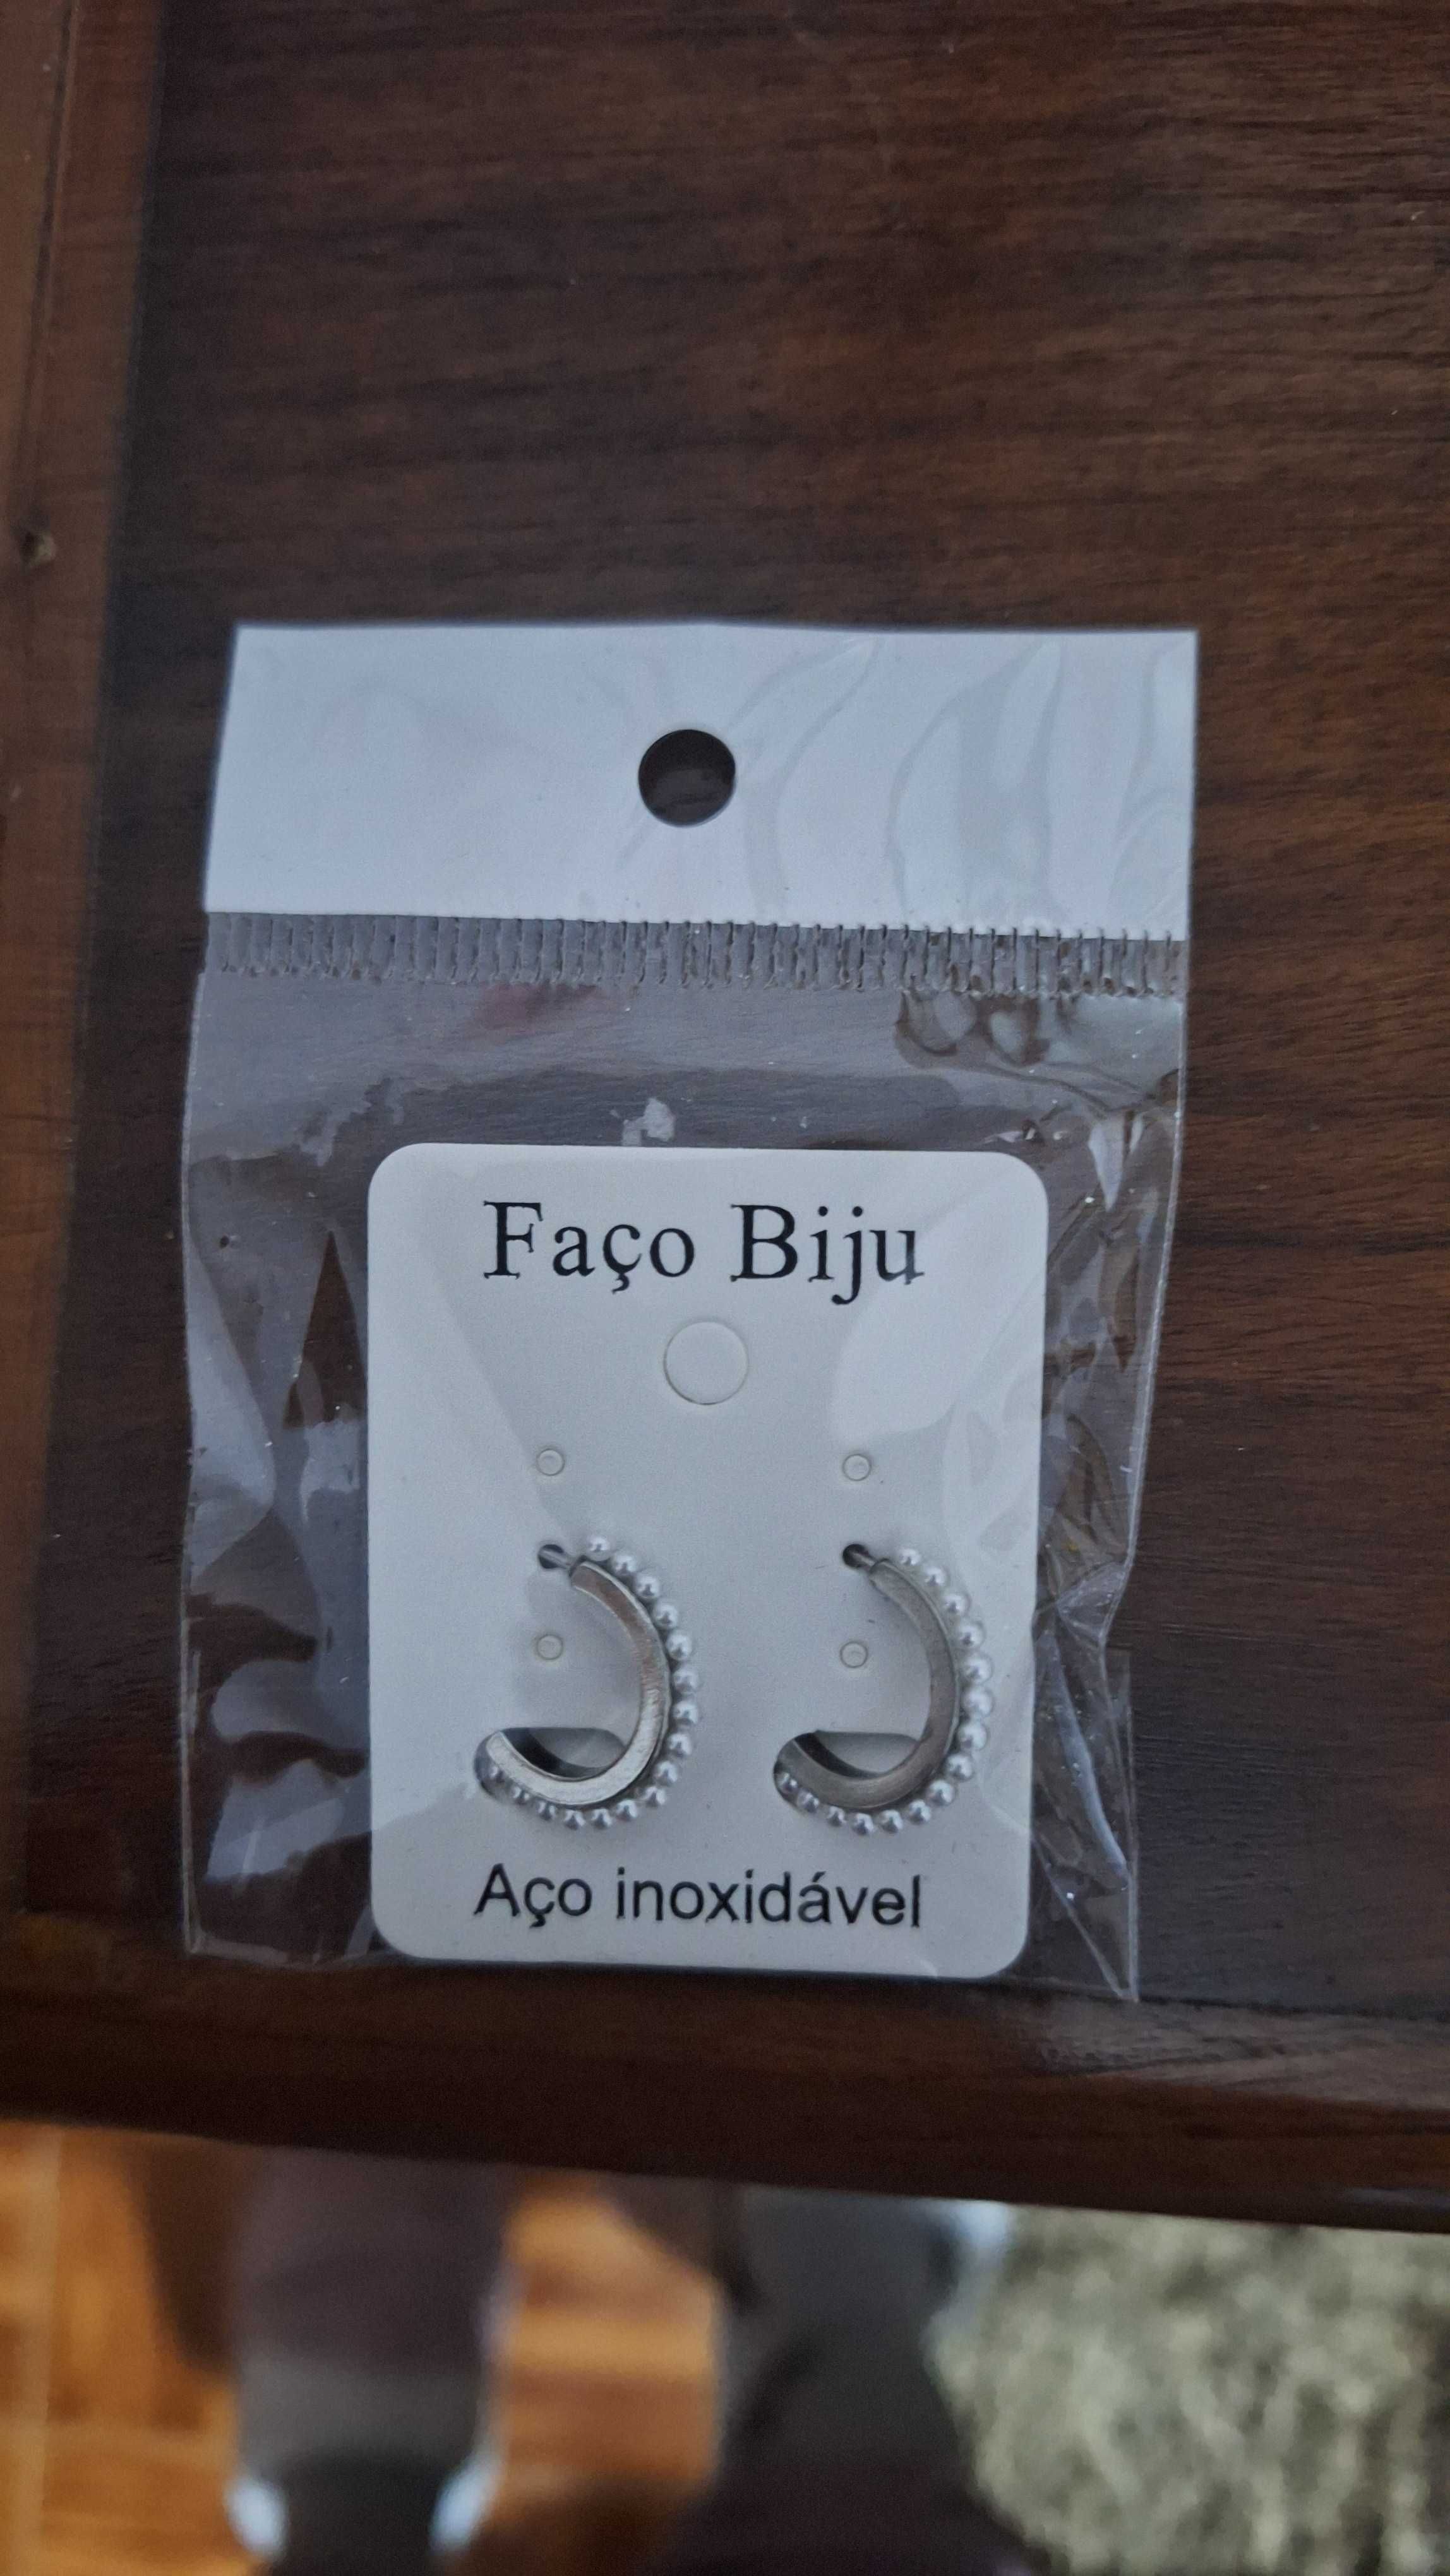 Faço Biju
Aço inoxidável